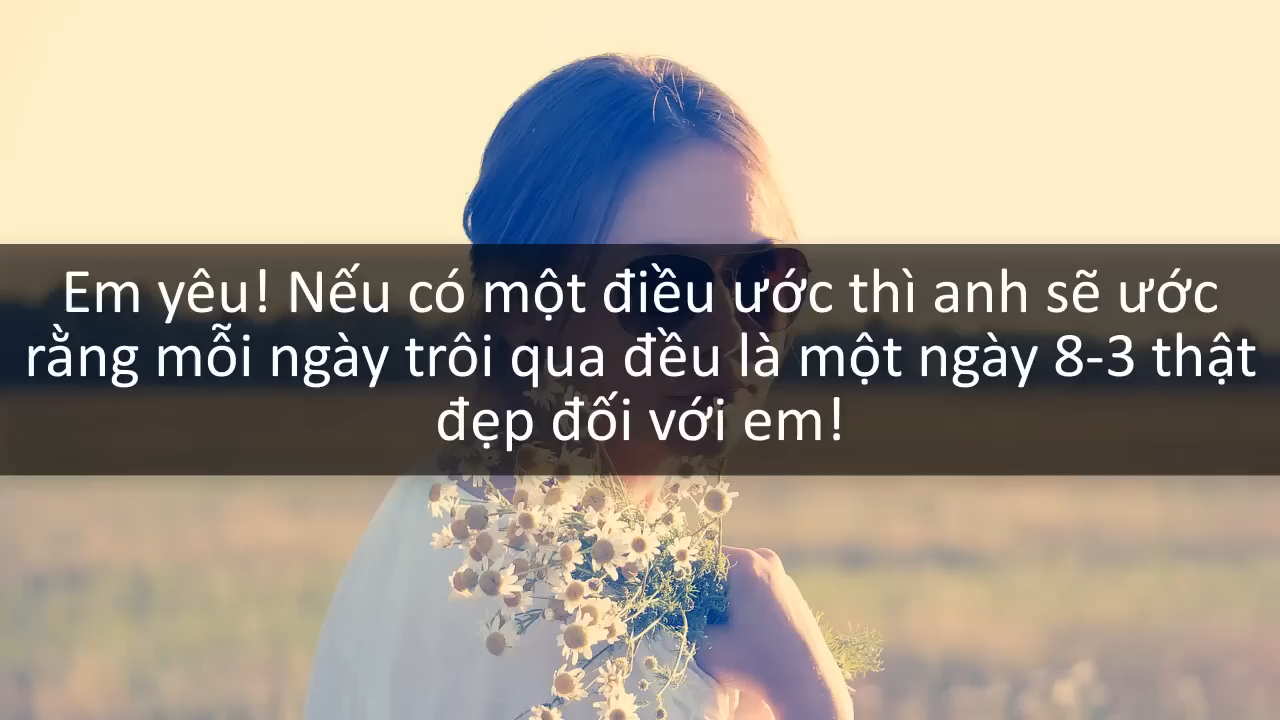 Em yêu! Nếu có một điều ước thì anh sẽ ước
rằng mỗi ngày trôi qua đều là một ngày 8-3 thật
đẹp đối với em!